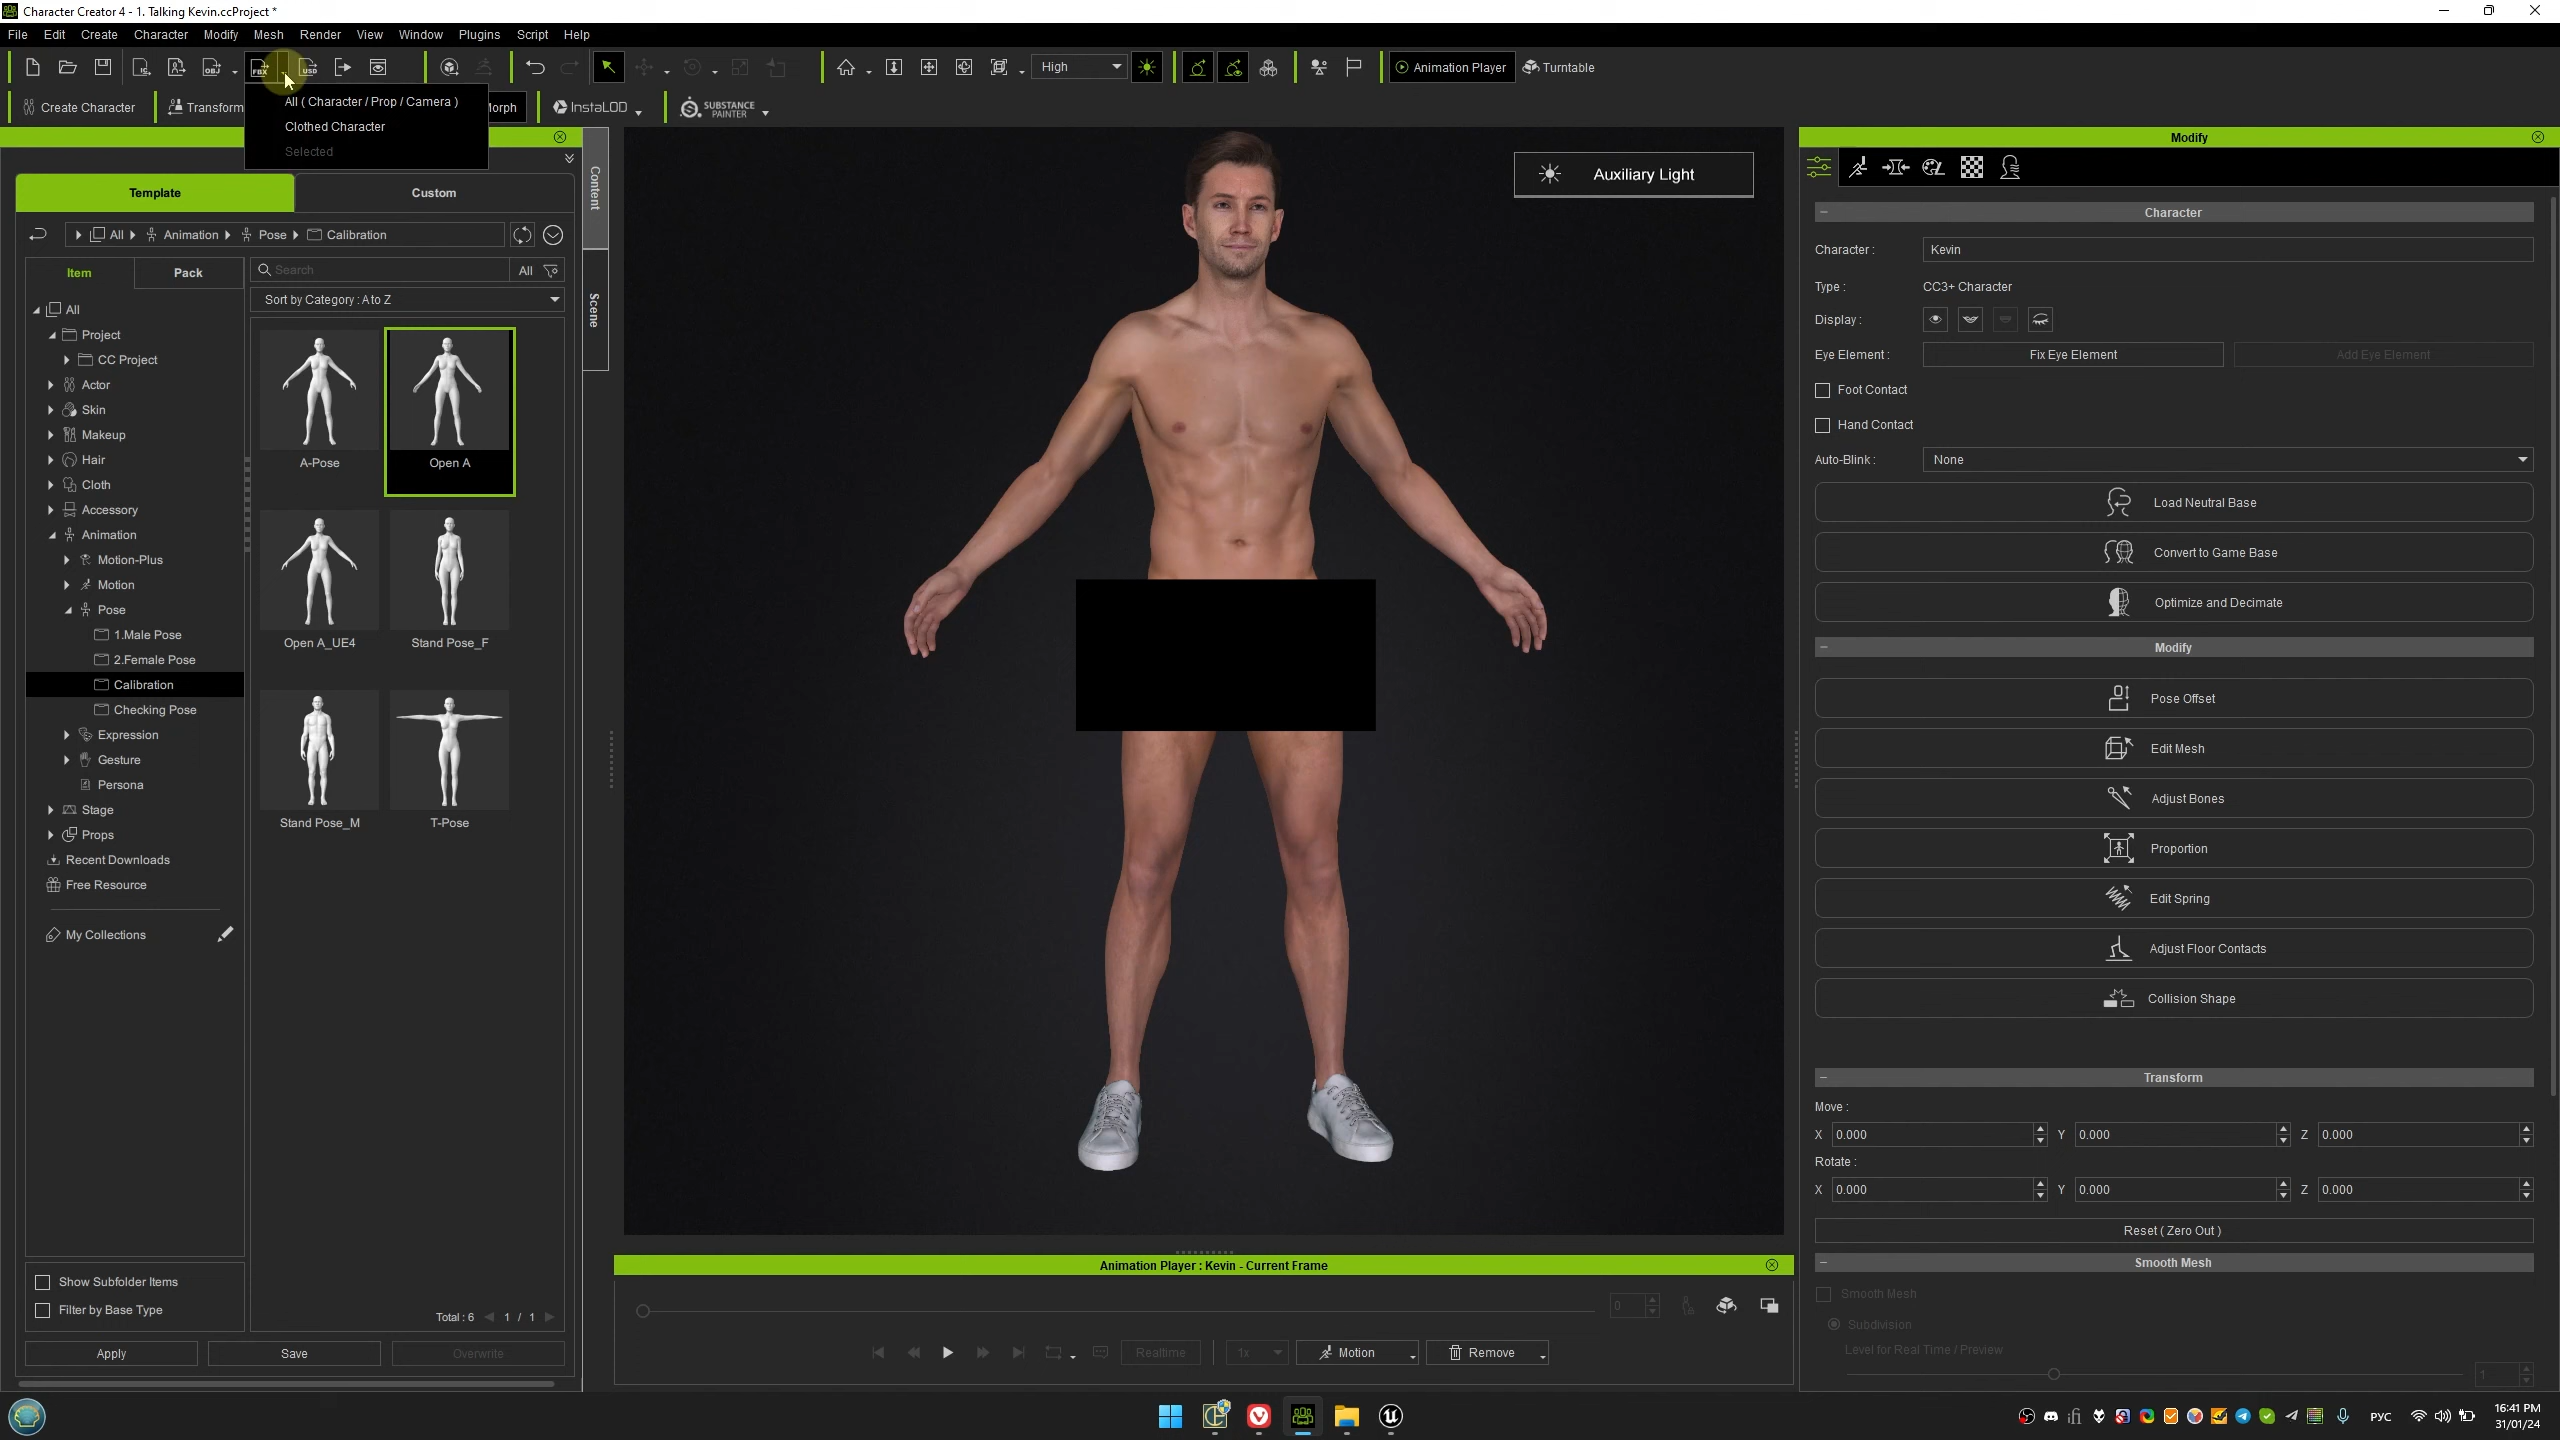 Character Creator 4 - 1. Talking Kevin.ccProject *
File Edit Create Character Modify Mesh Render View Window Plugins Script Help
FBX USD High Animation Player Turntable
Create Character Transform Morph InstaLOD SUBSTANCE PAINTER
All ( Character / Prop / Camera )
Clothed Character
Selected
Template Custom
All Animation Pose Calibration
Item Pack
Search All
Sort by Category : A to Z
All
Project
CC Project
Actor
Skin
Makeup
Hair
Cloth
Accessory
Animation
Motion-Plus
Motion
Pose
1.Male Pose
2.Female Pose
Calibration
Checking Pose
Expression
Gesture
Persona
Stage
Props
Recent Downloads
Free Resource
My Collections
A-Pose Open A
Open A_UE4 Stand Pose_F
Stand Pose_M T-Pose
Show Subfolder Items
Filter by Base Type
Total : 6 1 / 1
Apply Save Overwrite
Content
Scene
Auxiliary Light
Animation Player : Kevin - Current Frame
0
Realtime 1x Motion Remove
Modify
Character
Character : Kevin
Type : CC3+ Character
Display :
Eye Element : Fix Eye Element Add Eye Element
Foot Contact
Hand Contact
Auto-Blink : None
Load Neutral Base
Convert to Game Base
Optimize and Decimate
Modify
Pose Offset
Edit Mesh
Adjust Bones
Proportion
Edit Spring
Adjust Floor Contacts
Collision Shape
Transform
Move :
X 0.000 Y 0.000 Z 0.000
Rotate :
X 0.000 Y 0.000 Z 0.000
Reset ( Zero Out )
Smooth Mesh
Smooth Mesh
Subdivision
Level for Real Time / Preview
1
РУС
16:41 PM
31/01/24